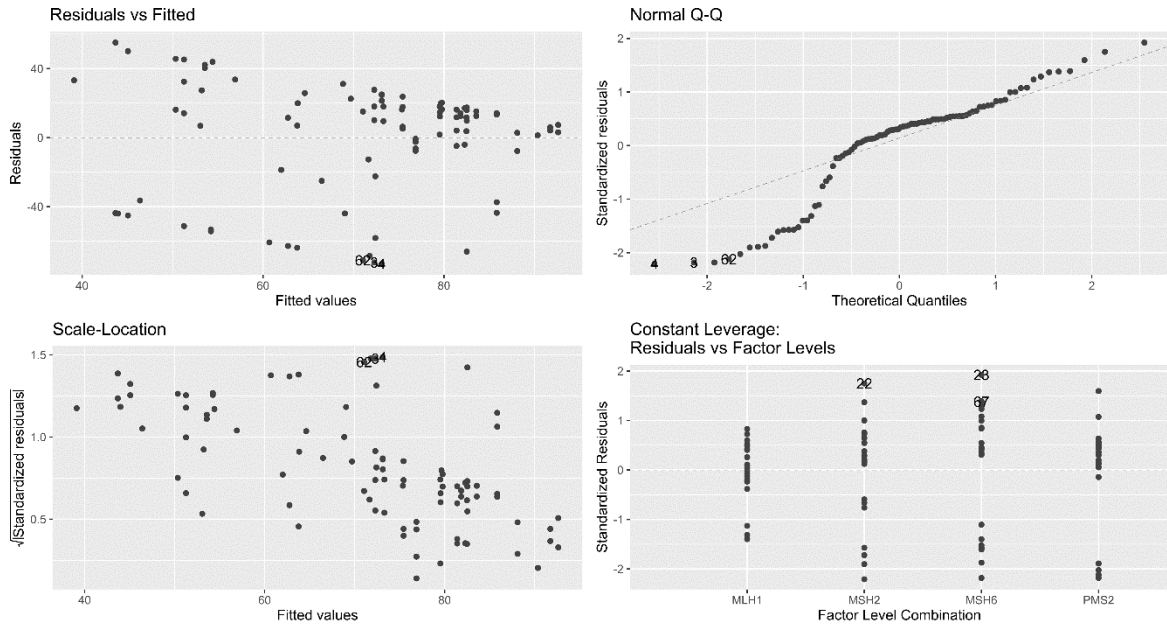 Residuals vs Fitted
Residuals
40
0
-40
62
34
40
60
80
Fitted values
Normal Q-Q
Standardized residuals
2
1
0
-1
-2
4
3
62
-2
-1
0
1
2
Theoretical Quantiles
Scale-Location
√|Standardized residuals|
1.5
1.0
0.5
62
34
40
60
80
Fitted values
Constant Leverage:
Residuals vs Factor Levels
Standardized Residuals
2
1
0
-1
-2
22
67
MLH1
MSH2
MSH6
PMS2
Factor Level Combination